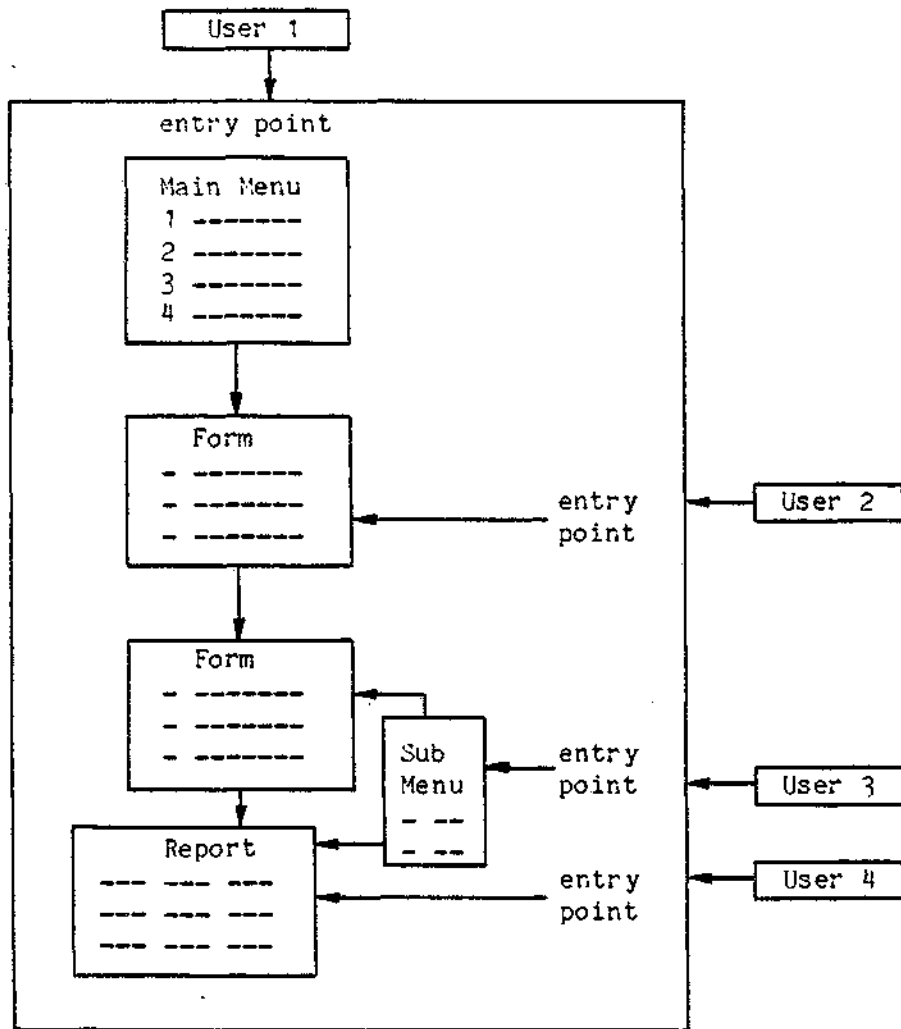 User 1
entry point
Main Menu
1 -------
2 -------
3 -------
4 -------
Form
- -------
- -------
- -------
entry
point
User 2
Form
- -------
- -------
- -------
Sub
Menu
- --
- --
entry
point
User 3
Report
--- --- ---
--- --- ---
--- --- ---
entry
point
User 4